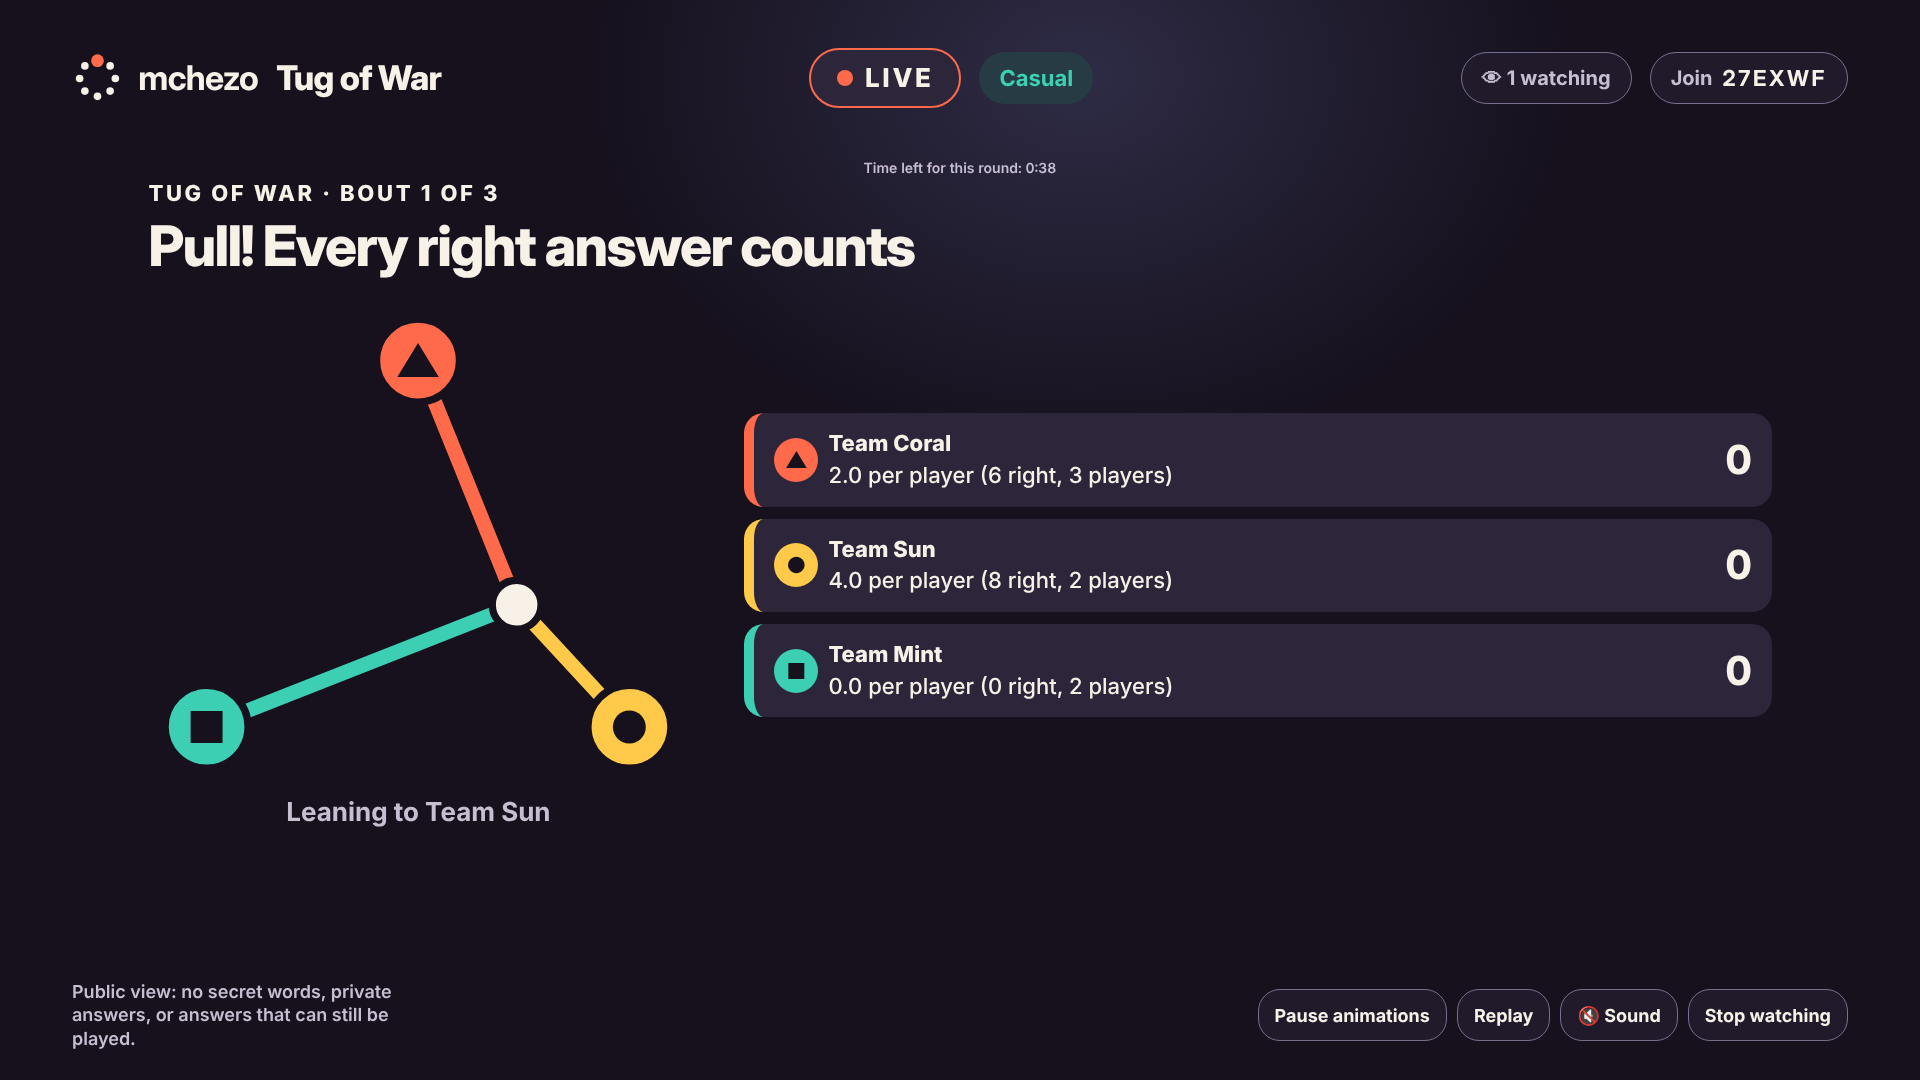 mchezo Tug of War
LIVE
Casual
1 watching
Join 27EXWF
Time left for this round: 0:38
TUG OF WAR · BOUT 1 OF 3
Pull! Every right answer counts
Team Coral
2.0 per player (6 right, 3 players)
0
Team Sun
4.0 per player (8 right, 2 players)
0
Team Mint
0.0 per player (0 right, 2 players)
0
Leaning to Team Sun
Public view: no secret words, private
answers, or answers that can still be
played.
Pause animations
Replay
Sound
Stop watching